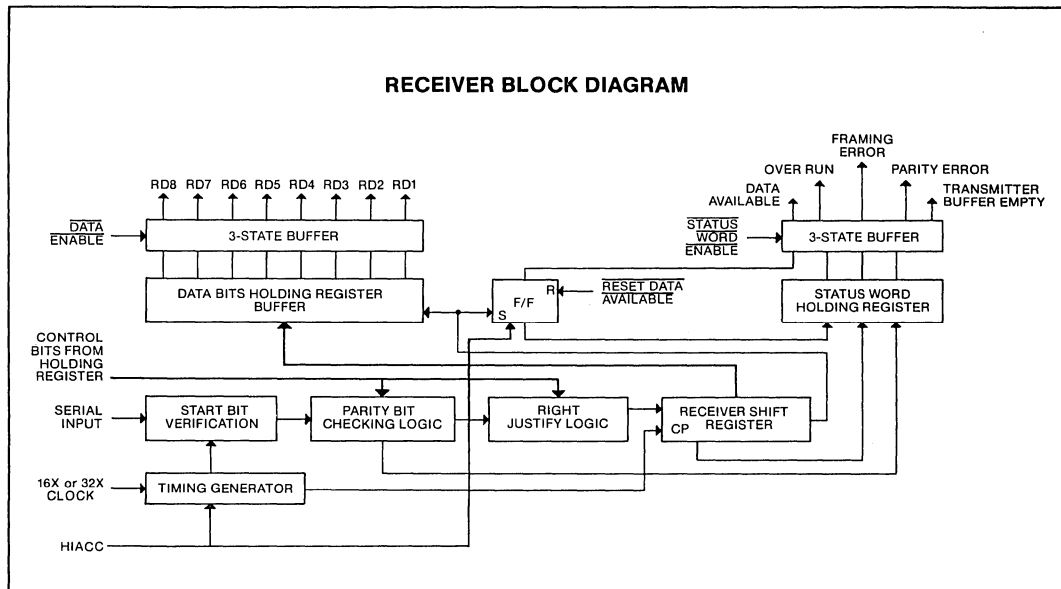 RECEIVER BLOCK DIAGRAM
FRAMING
ERROR
OVER RUN
PARITY ERROR
DATA
AVAILABLE
TRANSMITTER
BUFFER EMPTY
RD8 RD7 RD6 RD5 RD4 RD3 RD2 RD1
DATA
ENABLE
3-STATE BUFFER
STATUS
WORD
ENABLE
3-STATE BUFFER
DATA BITS HOLDING REGISTER
BUFFER
F/F
R
S
RESET DATA
AVAILABLE
STATUS WORD
HOLDING REGISTER
CONTROL
BITS FROM
HOLDING
REGISTER
SERIAL
INPUT
START BIT
VERIFICATION
PARITY BIT
CHECKING LOGIC
RIGHT
JUSTIFY LOGIC
RECEIVER SHIFT
REGISTER
CP
16X or 32X
CLOCK
TIMING GENERATOR
HIACC